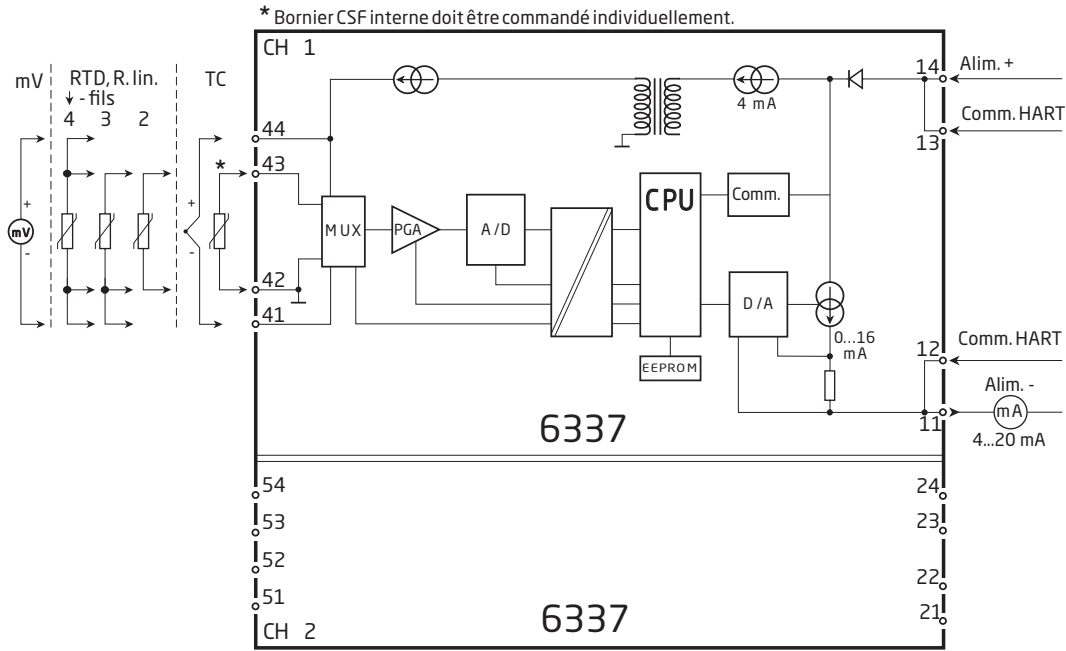 * Bornier CSF interne doit être commandé individuellement.
CH 1
mV
RTD, R. lin.
- fils
4 3 2
TC
44
*
43
+
mV
-
+
-
42
41
MUX
PGA
A/D
CPU
Comm.
D/A
EEPROM
4 mA
0...16
mA
14
Alim. +
Comm. HART
13
12
Comm. HART
Alim. -
mA
11
4...20 mA
6337
54
53
52
51
24
23
22
21
6337
CH 2